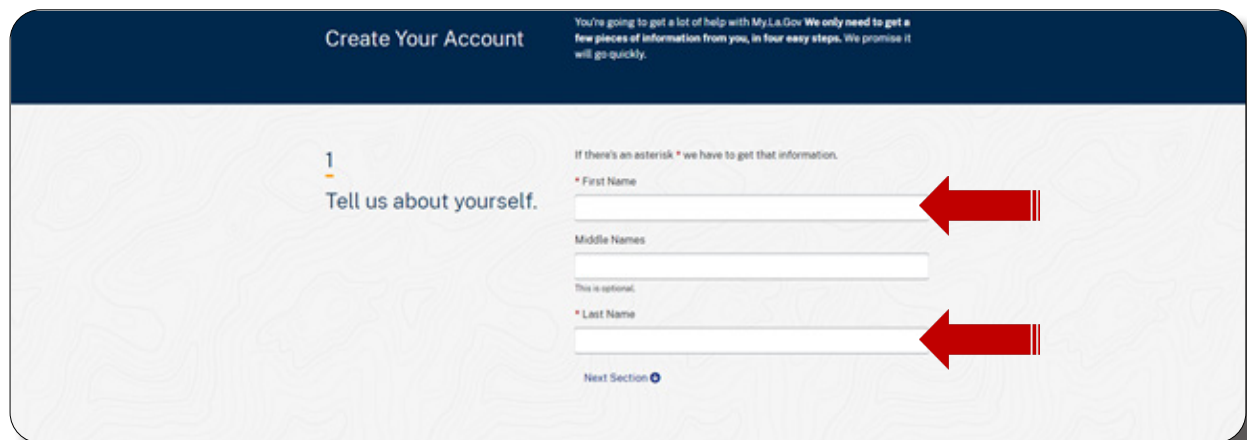 Create Your Account
You're going to get a lot of help with My.La.Gov We only need to get a
few pieces of information from you, in four easy steps. We promise it
will go quickly.
1
Tell us about yourself.
If there's an asterisk * we have to get that information.
* First Name
Middle Names
This is optional.
* Last Name
Next Section